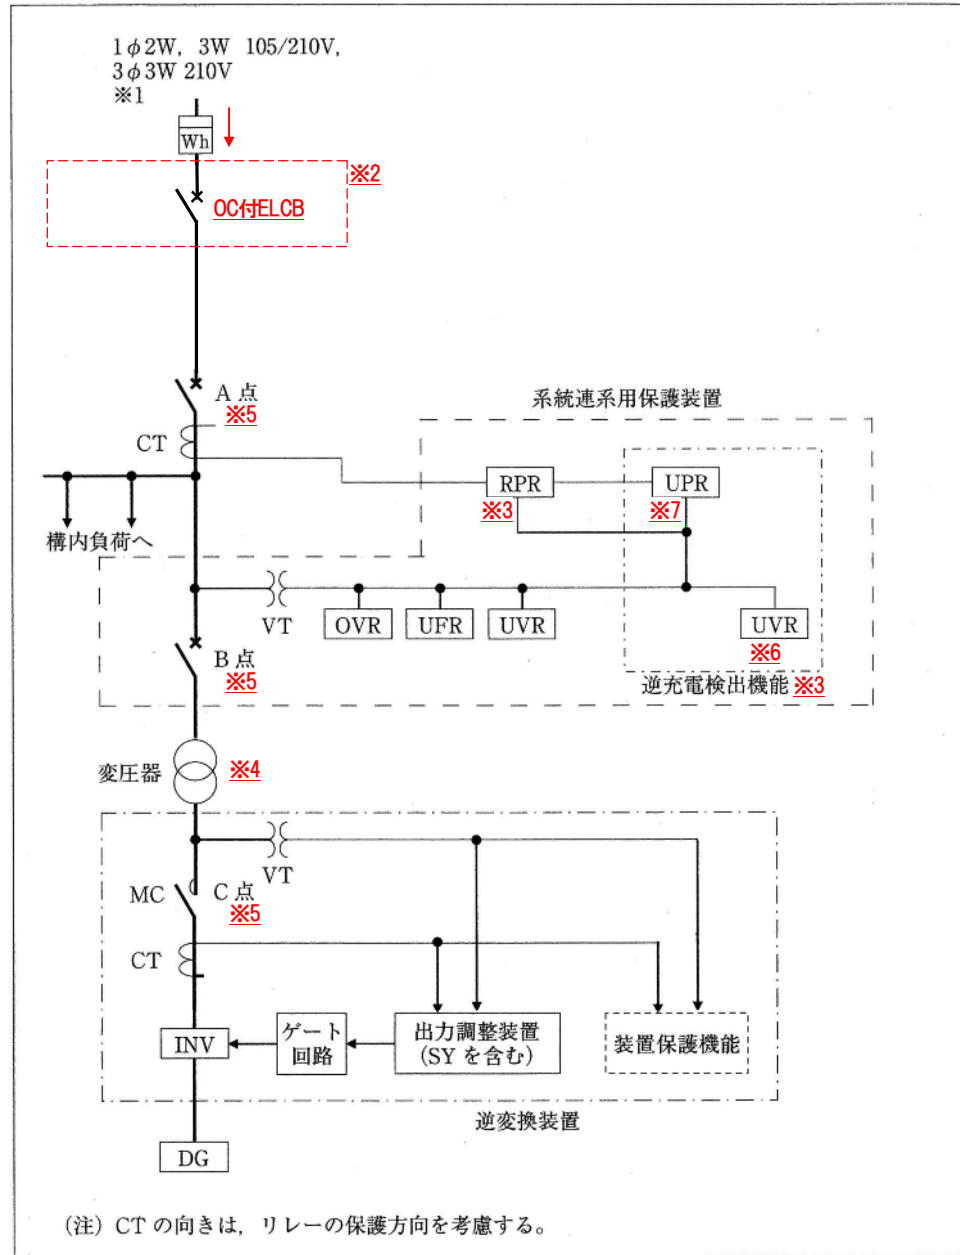 1φ2W, 3W 105/210V,
3φ3W 210V
※1
Wh
※2
OC付ELCB
A点
※5
CT
系統連系用保護装置
RPR
※3
UPR
※7
構内負荷へ
VT
OVR
UFR
UVR
UVR
※6
B点
※5
逆充電検出機能 ※3
変圧器
※4
VT
MC
C点
※5
CT
INV
ゲート
回路
出力調整装置
(SYを含む)
装置保護機能
逆変換装置
DG
(注) CTの向きは,リレーの保護方向を考慮する。